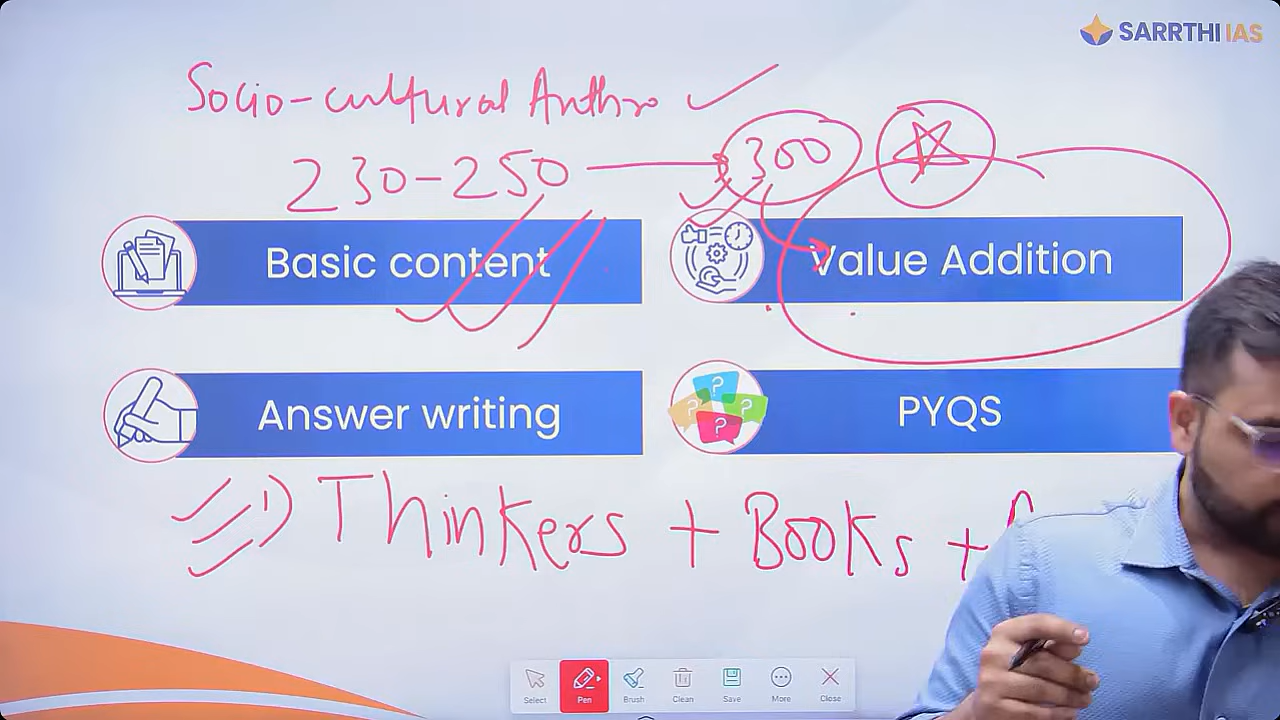 SARRTHI IAS
Socio-cultural Anthro
230-250 300
Basic content
Value Addition
Answer writing
PYQS
1) Thinkers + Books +
Select Pen Brush Clean Save More Close